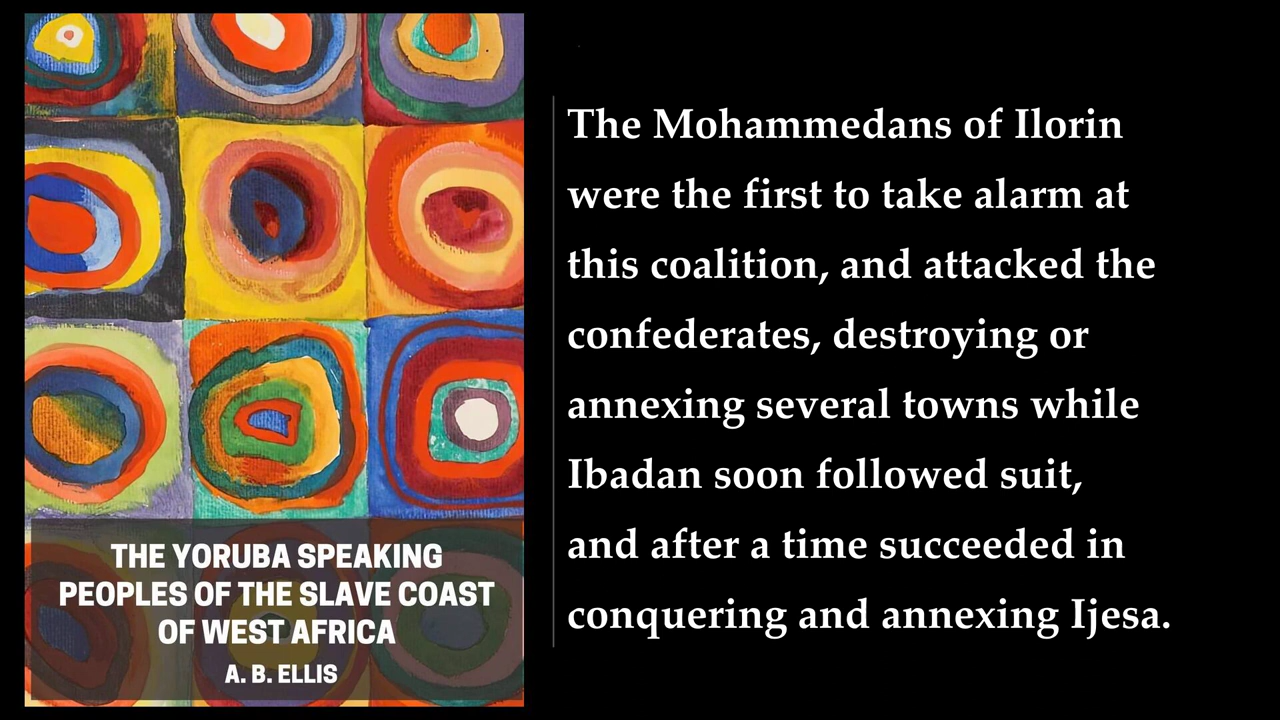 The Mohammedans of Ilorin
were the first to take alarm at
this coalition, and attacked the
confederates, destroying or
annexing several towns while
Ibadan soon followed suit,
and after a time succeeded in
conquering and annexing Ijesa.
THE YORUBA SPEAKING
PEOPLES OF THE SLAVE COAST
OF WEST AFRICA
A. B. ELLIS